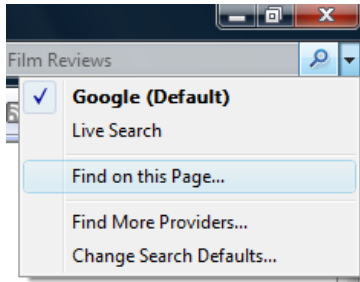 Film Reviews
Google (Default)
Live Search
Find on this Page...
Find More Providers...
Change Search Defaults...